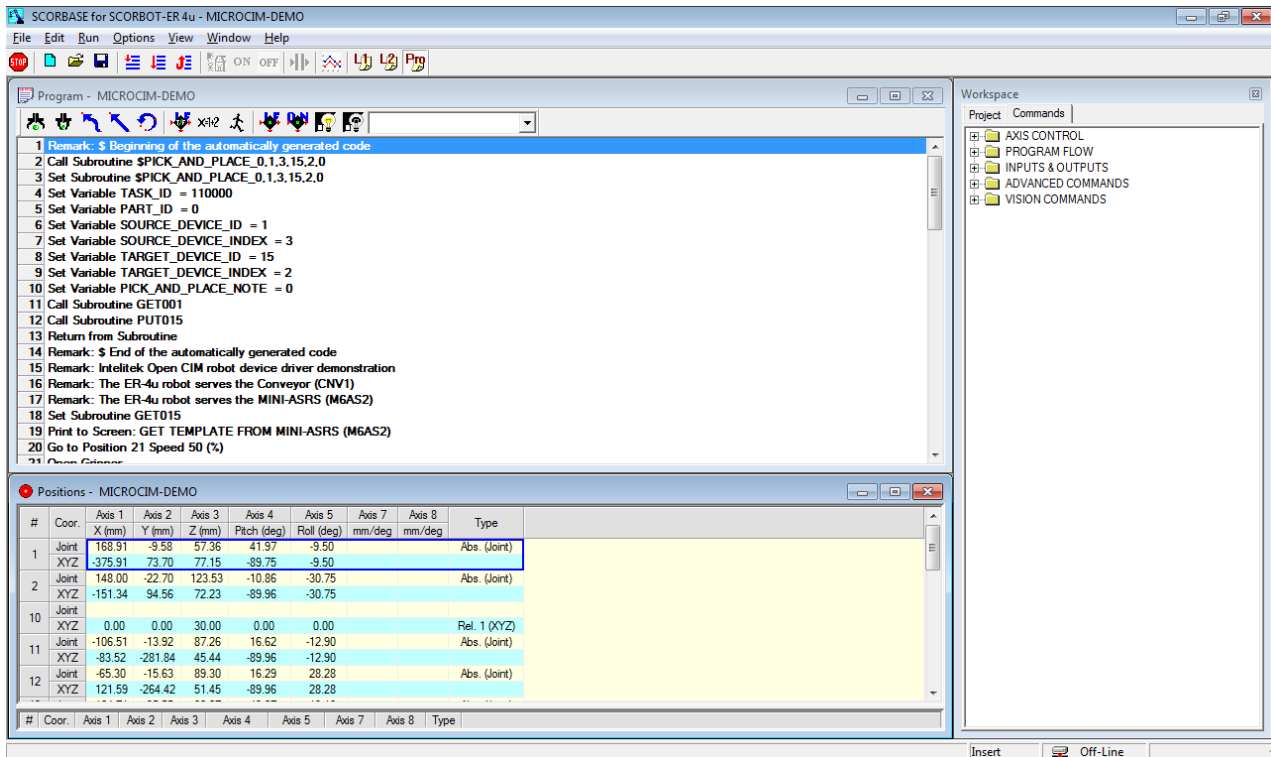 SCORBASE for SCORBOT-ER 4u - MICROCIM-DEMO
File Edit Run Options View Window Help
STOP ON OFF L1 L2 Prg
Program - MICROCIM-DEMO
1 Remark: $ Beginning of the automatically generated code
2 Call Subroutine $PICK_AND_PLACE_0,1,3,15,2,0
3 Set Subroutine $PICK_AND_PLACE_0,1,3,15,2,0
4 Set Variable TASK_ID = 110000
5 Set Variable PART_ID = 0
6 Set Variable SOURCE_DEVICE_ID = 1
7 Set Variable SOURCE_DEVICE_INDEX = 3
8 Set Variable TARGET_DEVICE_ID = 15
9 Set Variable TARGET_DEVICE_INDEX = 2
10 Set Variable PICK_AND_PLACE_NOTE = 0
11 Call Subroutine GET001
12 Call Subroutine PUT015
13 Return from Subroutine
14 Remark: $ End of the automatically generated code
15 Remark: Intelitek Open CIM robot device driver demonstration
16 Remark: The ER-4u robot serves the Conveyor (CNV1)
17 Remark: The ER-4u robot serves the MINI-ASRS (M6AS2)
18 Set Subroutine GET015
19 Print to Screen: GET TEMPLATE FROM MINI-ASRS (M6AS2)
20 Go to Position 21 Speed 50 (%)
21 Open Gripper
Positions - MICROCIM-DEMO
# Coor. Axis 1 Axis 2 Axis 3 Axis 4 Axis 5 Axis 7 Axis 8 Type
X (mm) Y (mm) Z (mm) Pitch (deg) Roll (deg) mm/deg mm/deg
1 Joint 168.91 -9.58 57.36 41.97 -9.50 Abs. (Joint)
XYZ -375.91 73.70 77.15 -89.75 -9.50
2 Joint 148.00 -22.70 123.53 -10.86 -30.75 Abs. (Joint)
XYZ -151.34 94.56 72.23 -89.96 -30.75
10 Joint
XYZ 0.00 0.00 30.00 0.00 0.00 Rel. 1 (XYZ)
11 Joint -106.51 -13.92 87.26 16.62 -12.90 Abs. (Joint)
XYZ -83.52 -281.84 45.44 -89.96 -12.90
12 Joint -65.30 -15.63 89.30 16.29 28.28 Abs. (Joint)
XYZ 121.59 -264.42 51.45 -89.96 28.28
# Coor. Axis 1 Axis 2 Axis 3 Axis 4 Axis 5 Axis 7 Axis 8 Type
Workspace
Project Commands
AXIS CONTROL
PROGRAM FLOW
INPUTS & OUTPUTS
ADVANCED COMMANDS
VISION COMMANDS
Insert Off-Line